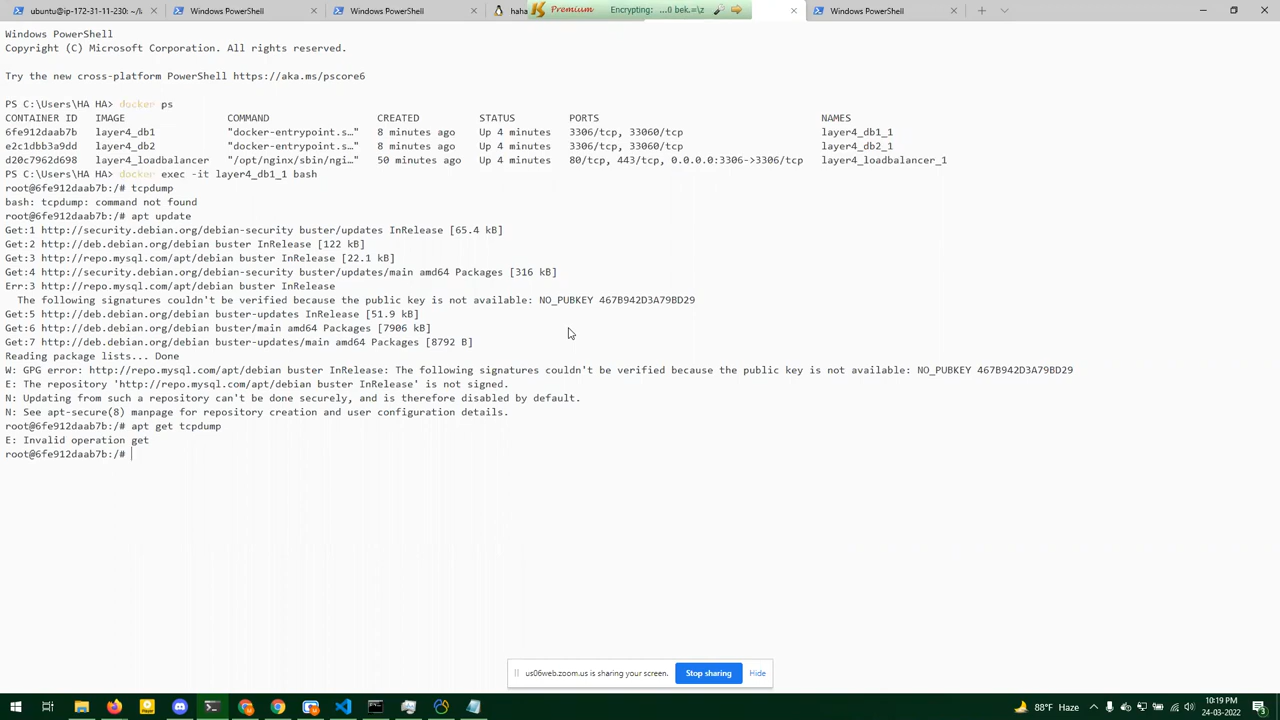 ubuntu@ip-172-31-11-230: ~/la
Windows PowerShell
Windows PowerShell
haha
Premium
Encrypting: ...0 bek.=\z
Windows PowerShell
Windows PowerShell
Copyright (C) Microsoft Corporation. All rights reserved.
Try the new cross-platform PowerShell https://aka.ms/pscore6
PS C:\Users\HA HA> docker ps
CONTAINER ID IMAGE COMMAND CREATED STATUS PORTS NAMES
6fe912daab7b layer4_db1 "docker-entrypoint.s…" 8 minutes ago Up 4 minutes 3306/tcp, 33060/tcp layer4_db1_1
e2c1dbb3a9dd layer4_db2 "docker-entrypoint.s…" 8 minutes ago Up 4 minutes 3306/tcp, 33060/tcp layer4_db2_1
d20c7962d698 layer4_loadbalancer "/opt/nginx/sbin/ngi…" 50 minutes ago Up 4 minutes 80/tcp, 443/tcp, 0.0.0.0:3306->3306/tcp layer4_loadbalancer_1
PS C:\Users\HA HA> docker exec -it layer4_db1_1 bash
root@6fe912daab7b:/# tcpdump
bash: tcpdump: command not found
root@6fe912daab7b:/# apt update
Get:1 http://security.debian.org/debian-security buster/updates InRelease [65.4 kB]
Get:2 http://deb.debian.org/debian buster InRelease [122 kB]
Get:3 http://repo.mysql.com/apt/debian buster InRelease [22.1 kB]
Get:4 http://security.debian.org/debian-security buster/updates/main amd64 Packages [316 kB]
Err:3 http://repo.mysql.com/apt/debian buster InRelease
The following signatures couldn't be verified because the public key is not available: NO_PUBKEY 467B942D3A79BD29
Get:5 http://deb.debian.org/debian buster-updates InRelease [51.9 kB]
Get:6 http://deb.debian.org/debian buster/main amd64 Packages [7906 kB]
Get:7 http://deb.debian.org/debian buster-updates/main amd64 Packages [8792 B]
Reading package lists... Done
W: GPG error: http://repo.mysql.com/apt/debian buster InRelease: The following signatures couldn't be verified because the public key is not available: NO_PUBKEY 467B942D3A79BD29
E: The repository 'http://repo.mysql.com/apt/debian buster InRelease' is not signed.
N: Updating from such a repository can't be done securely, and is therefore disabled by default.
N: See apt-secure(8) manpage for repository creation and user configuration details.
root@6fe912daab7b:/# apt get tcpdump
E: Invalid operation get
root@6fe912daab7b:/#
us06web.zoom.us is sharing your screen.
Stop sharing
Hide
88°F Haze
10:19 PM
24-03-2022
3